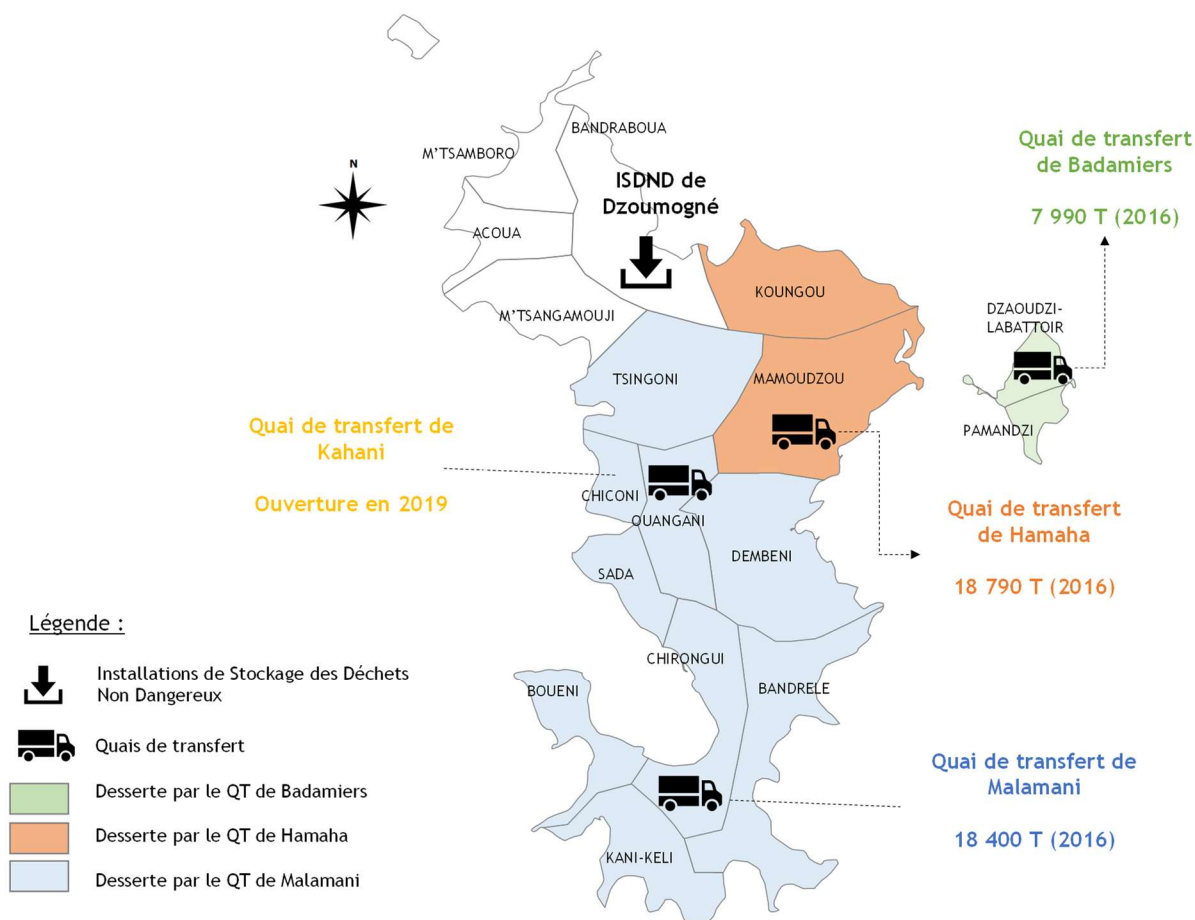 BANDRABOUA
M'TSAMBORO
N
ISDND de
Dzoumogné
ACOUA
M'TSANGAMOUJI
KOUNGOU
Quai de transfert
de Badamiers
7 990 T (2016)
DZAOUDZI-
LABATTOIR
TSINGONI
MAMOUDZOU
PAMANDZI
Quai de transfert de
Kahani
Ouverture en 2019
CHICONI
OUANGANI
Quai de transfert
de Hamaha
18 790 T (2016)
DEMBENI
SADA
CHIRONGUI
BOUENI
BANDRELE
Quai de transfert de
Malamani
18 400 T (2016)
KANI-KELI
Légende :
Installations de Stockage des Déchets
Non Dangereux
Quais de transfert
Desserte par le QT de Badamiers
Desserte par le QT de Hamaha
Desserte par le QT de Malamani